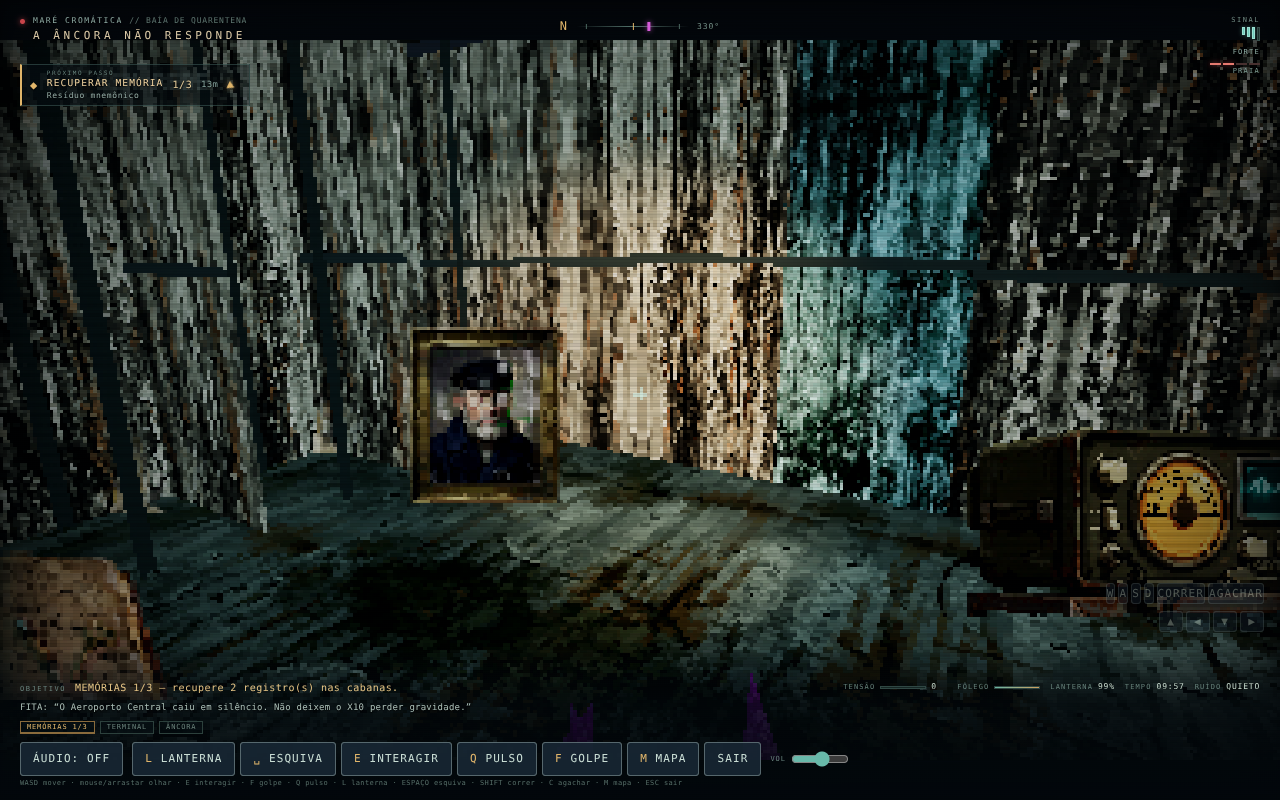 MARÉ CROMÁTICA // BAÍA DE QUARENTENA
A ÂNCORA NÃO RESPONDE
N 330°
SINAL
FORTE
PRAIA
PRÓXIMO PASSO
RECUPERAR MEMÓRIA 1/3 13m
Resíduo mnemônico
W A S D CORRER AGACHAR
OBJETIVO MEMÓRIAS 1/3 — recupere 2 registro(s) nas cabanas.
TENSÃO 0 FÔLEGO LANTERNA 99% TEMPO 09:57 RUÍDO QUIETO
FITA: “O Aeroporto Central caiu em silêncio. Não deixem o X10 perder gravidade.”
MEMÓRIAS 1/3 TERMINAL ÂNCORA
ÁUDIO: OFF L LANTERNA ␣ ESQUIVA E INTERAGIR Q PULSO F GOLPE M MAPA SAIR VOL
WASD mover · mouse/arrastar olhar · E interagir · F golpe · Q pulso · L lanterna · ESPAÇO esquiva · SHIFT correr · C agachar · M mapa · ESC sair